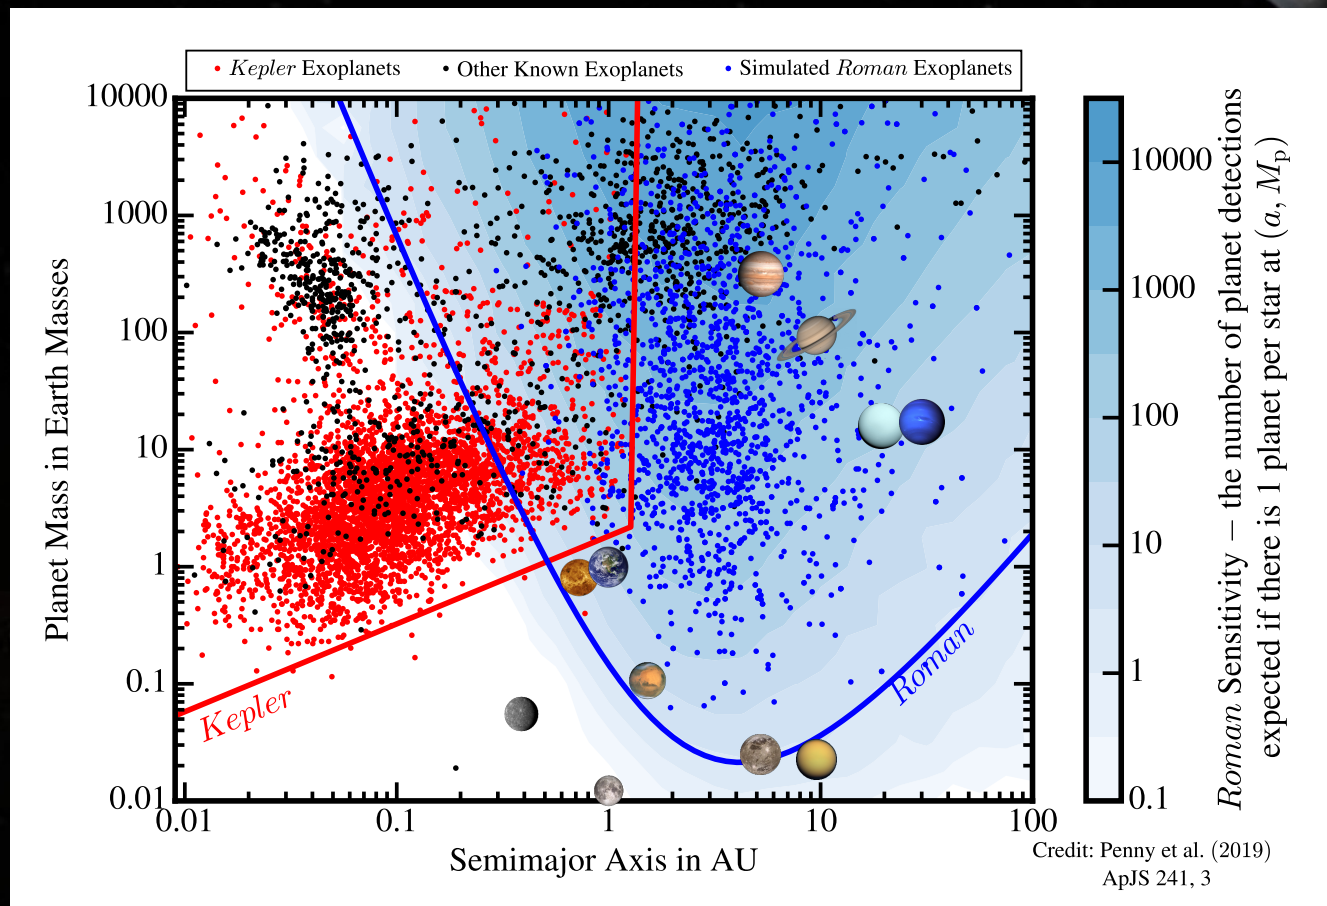 Kepler Exoplanets
Other Known Exoplanets
Simulated Roman Exoplanets
10000
1000
100
10
1
0.1
0.01
Planet Mass in Earth Masses
Kepler
Roman
0.01
0.1
1
10
100
Semimajor Axis in AU
10000
1000
100
10
1
0.1
Roman Sensitivity – the number of planet detections
expected if there is 1 planet per star at (a, Mp)
Credit: Penny et al. (2019)
ApJS 241, 3